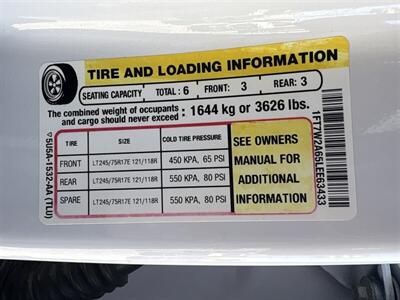 TIRE AND LOADING INFORMATION
SEATING CAPACITY TOTAL : 6 FRONT: 3 REAR: 3
The combined weight of occupants and cargo should never exceed : 1644 kg or 3626 lbs.
TIRE SIZE COLD TIRE PRESSURE
FRONT LT245/75R17E 121/118R 450 KPA, 65 PSI
REAR LT245/75R17E 121/118R 550 KPA, 80 PSI
SPARE LT245/75R17E 121/118R 550 KPA, 80 PSI
SEE OWNERS
MANUAL FOR
ADDITIONAL
INFORMATION
5U5A-1532-AA (TLU)
1FT7W2A65LEE63433